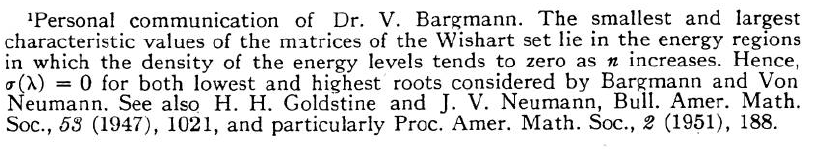 ¹Personal communication of Dr. V. Bargmann. The smallest and largest
characteristic values of the matrices of the Wishart set lie in the energy regions
in which the density of the energy levels tends to zero as n increases. Hence,
σ(λ) = 0 for both lowest and highest roots considered by Bargmann and Von
Neumann. See also H. H. Goldstine and J. V. Neumann, Bull. Amer. Math.
Soc., 53 (1947), 1021, and particularly Proc. Amer. Math. Soc., 2 (1951), 188.